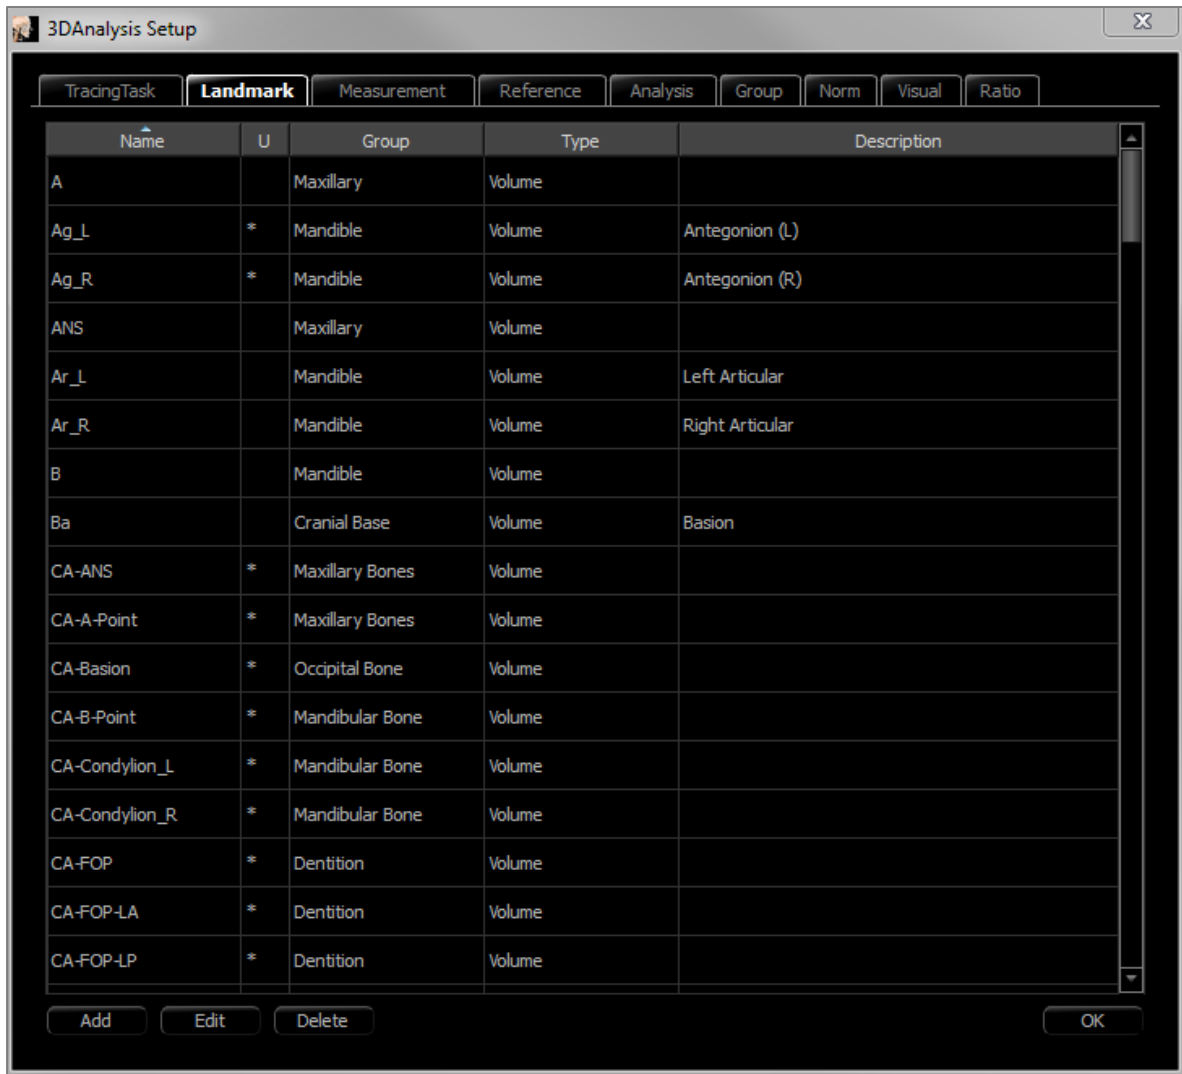 3DAnalysis Setup
TracingTask Landmark Measurement Reference Analysis Group Norm Visual Ratio
Name U Group Type Description
A Maxillary Volume
Ag_L * Mandible Volume Antegonion (L)
Ag_R * Mandible Volume Antegonion (R)
ANS Maxillary Volume
Ar_L Mandible Volume Left Articular
Ar_R Mandible Volume Right Articular
B Mandible Volume
Ba Cranial Base Volume Basion
CA-ANS * Maxillary Bones Volume
CA-A-Point * Maxillary Bones Volume
CA-Basion * Occipital Bone Volume
CA-B-Point * Mandibular Bone Volume
CA-Condylion_L * Mandibular Bone Volume
CA-Condylion_R * Mandibular Bone Volume
CA-FOP * Dentition Volume
CA-FOP-LA * Dentition Volume
CA-FOP-LP * Dentition Volume
Add Edit Delete OK